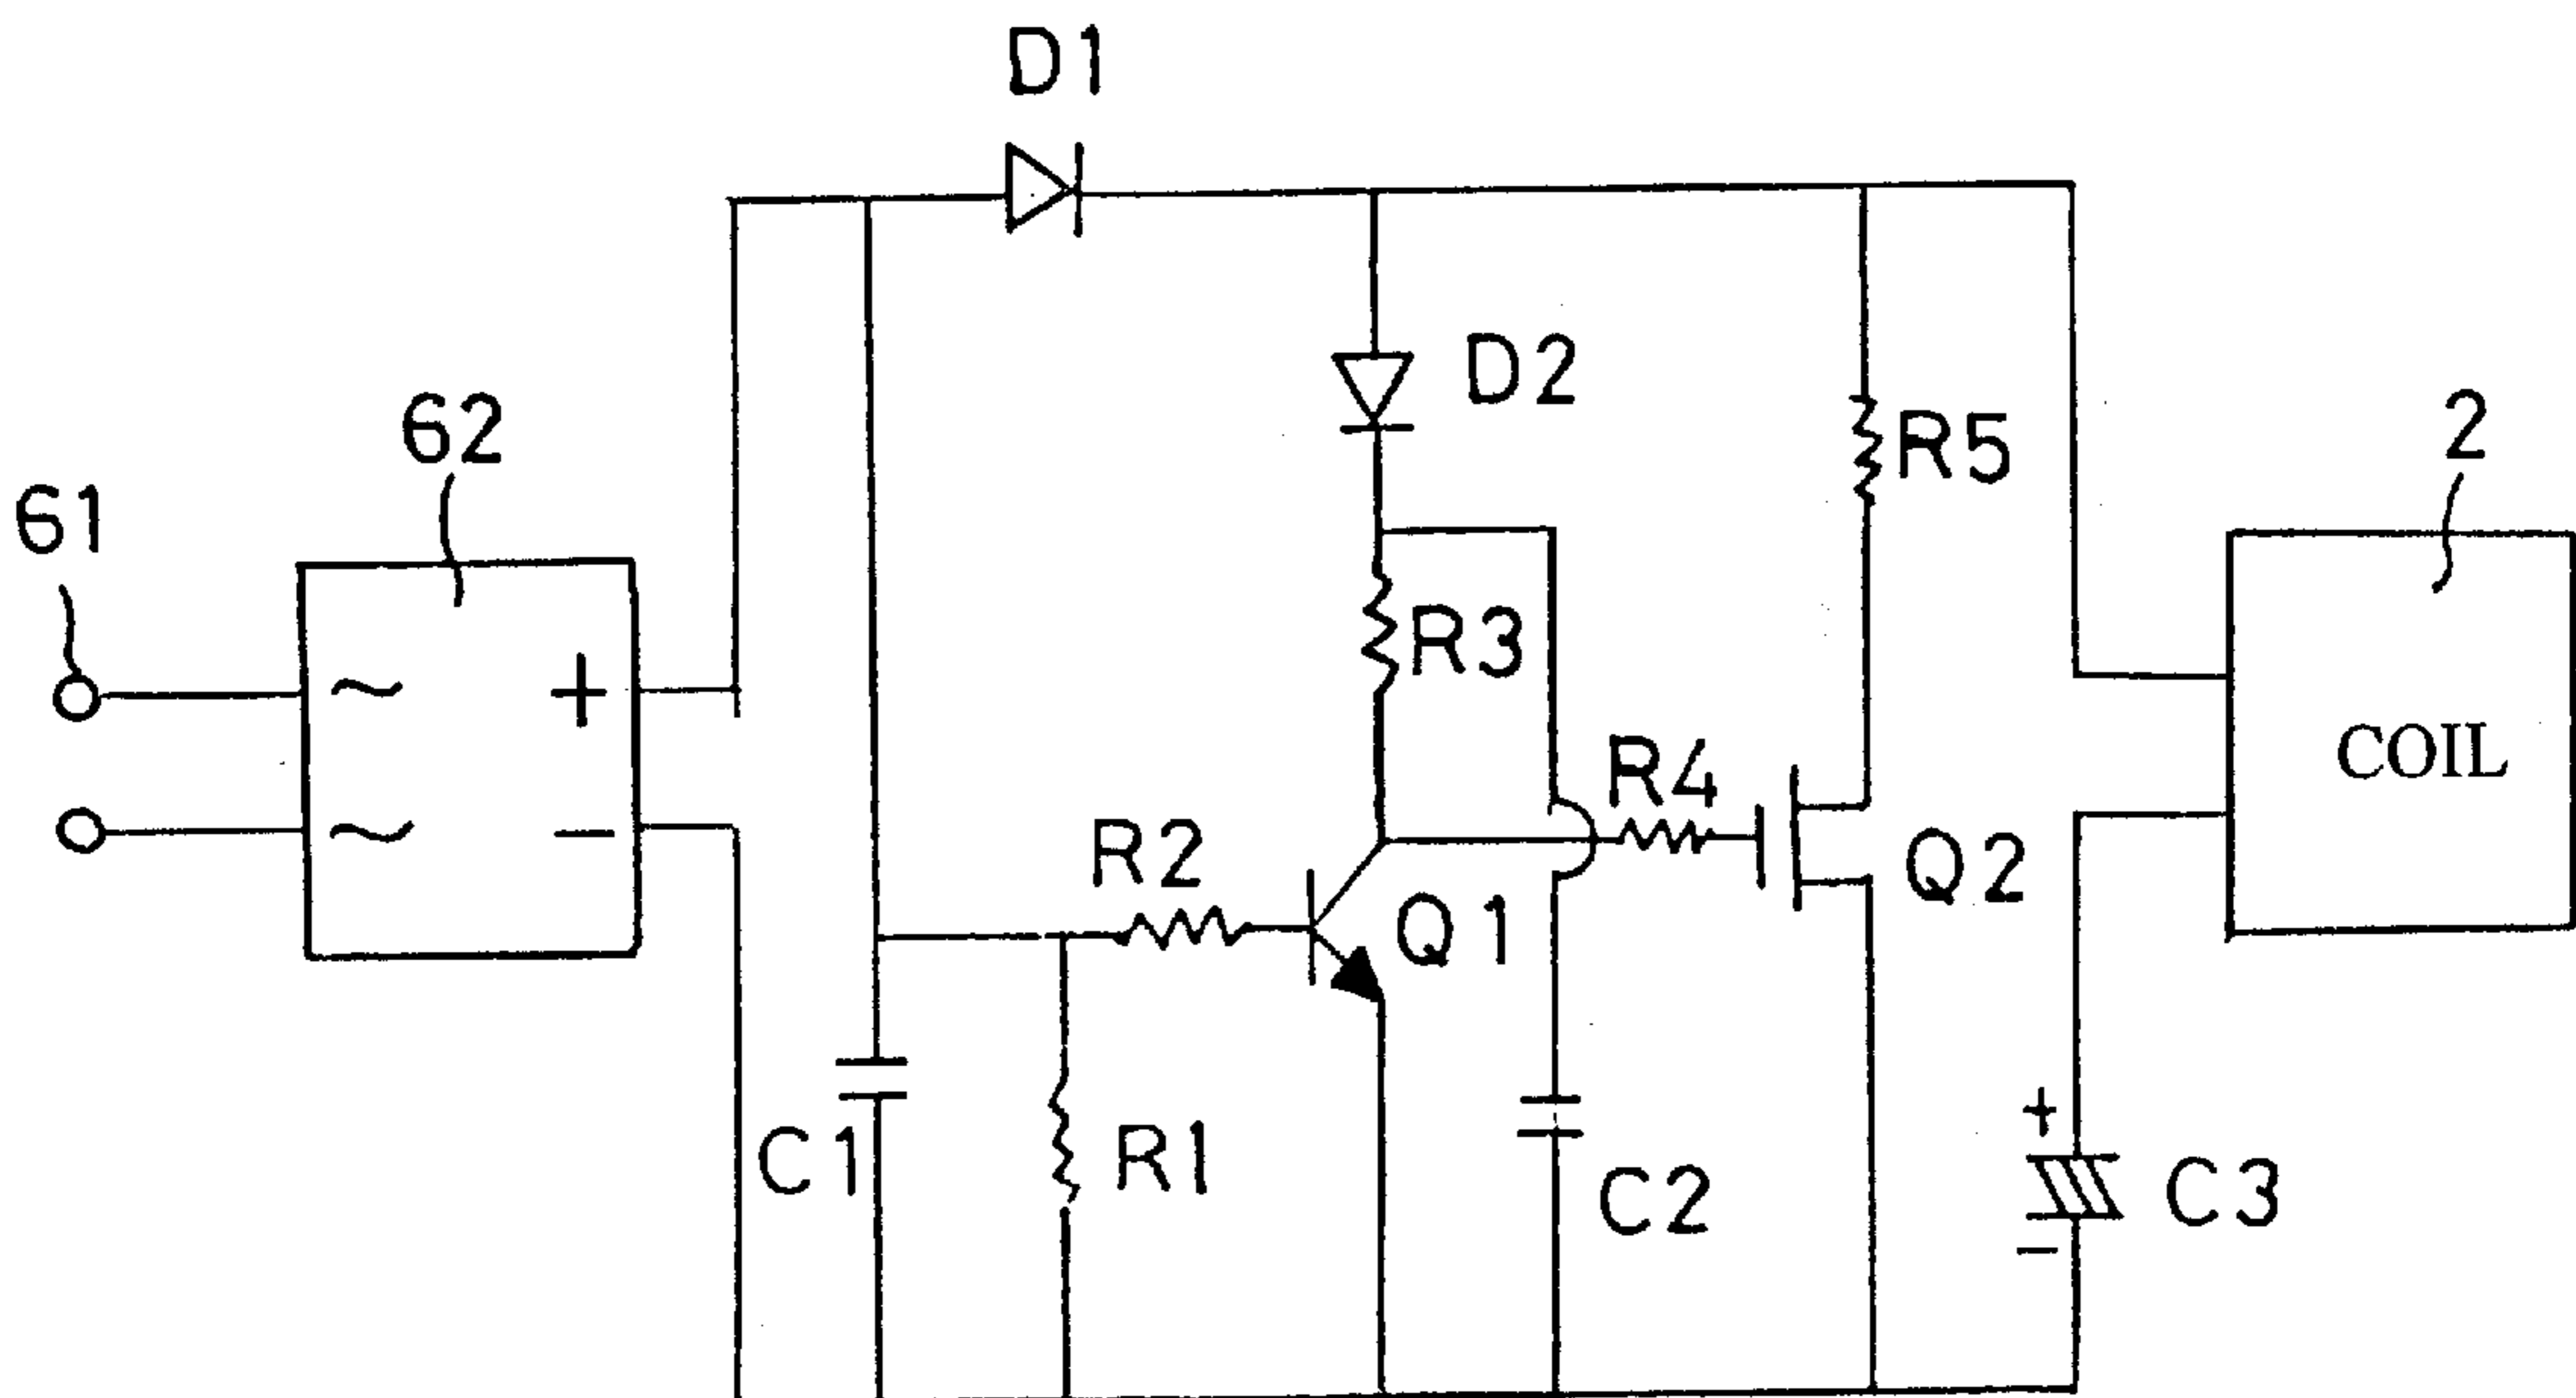 D1
62
D2
R5
2
61
R3
~ +
R4
COIL
~ −
R2
Q2
Q1
+
C1
R1
C2
C3
−